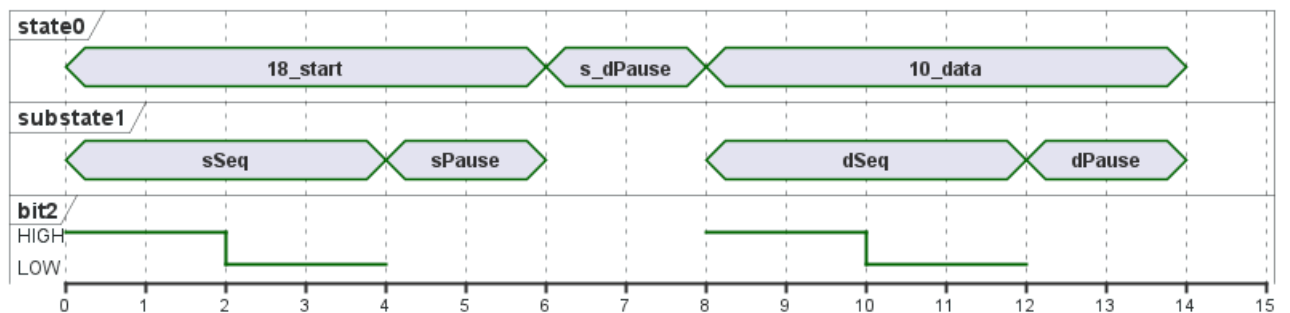 state0
18_start s_dPause 10_data
substate1
sSeq sPause dSeq dPause
bit2
HIGH
LOW
0 1 2 3 4 5 6 7 8 9 10 11 12 13 14 15